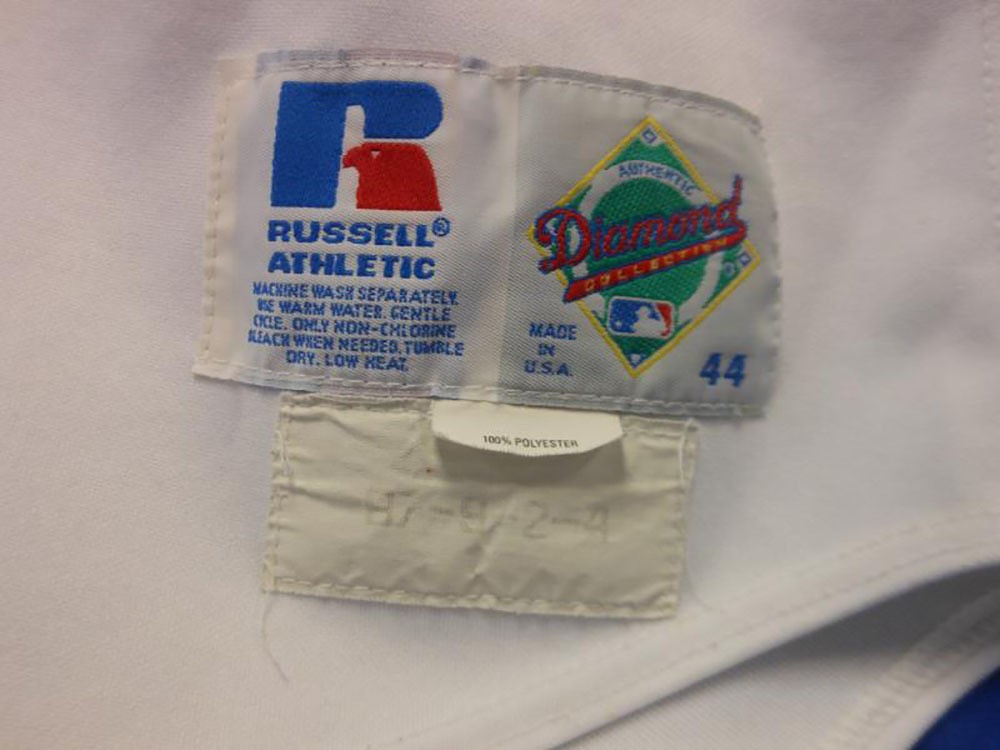 RUSSELL®
ATHLETIC
MACHINE WASH SEPARATELY.
USE WARM WATER. GENTLE
CYCLE. ONLY NON-CHLORINE
BLEACH WHEN NEEDED. TUMBLE
DRY. LOW HEAT.
AUTHENTIC
Diamond
COLLECTION
MADE
IN
U.S.A.
44
100% POLYESTER